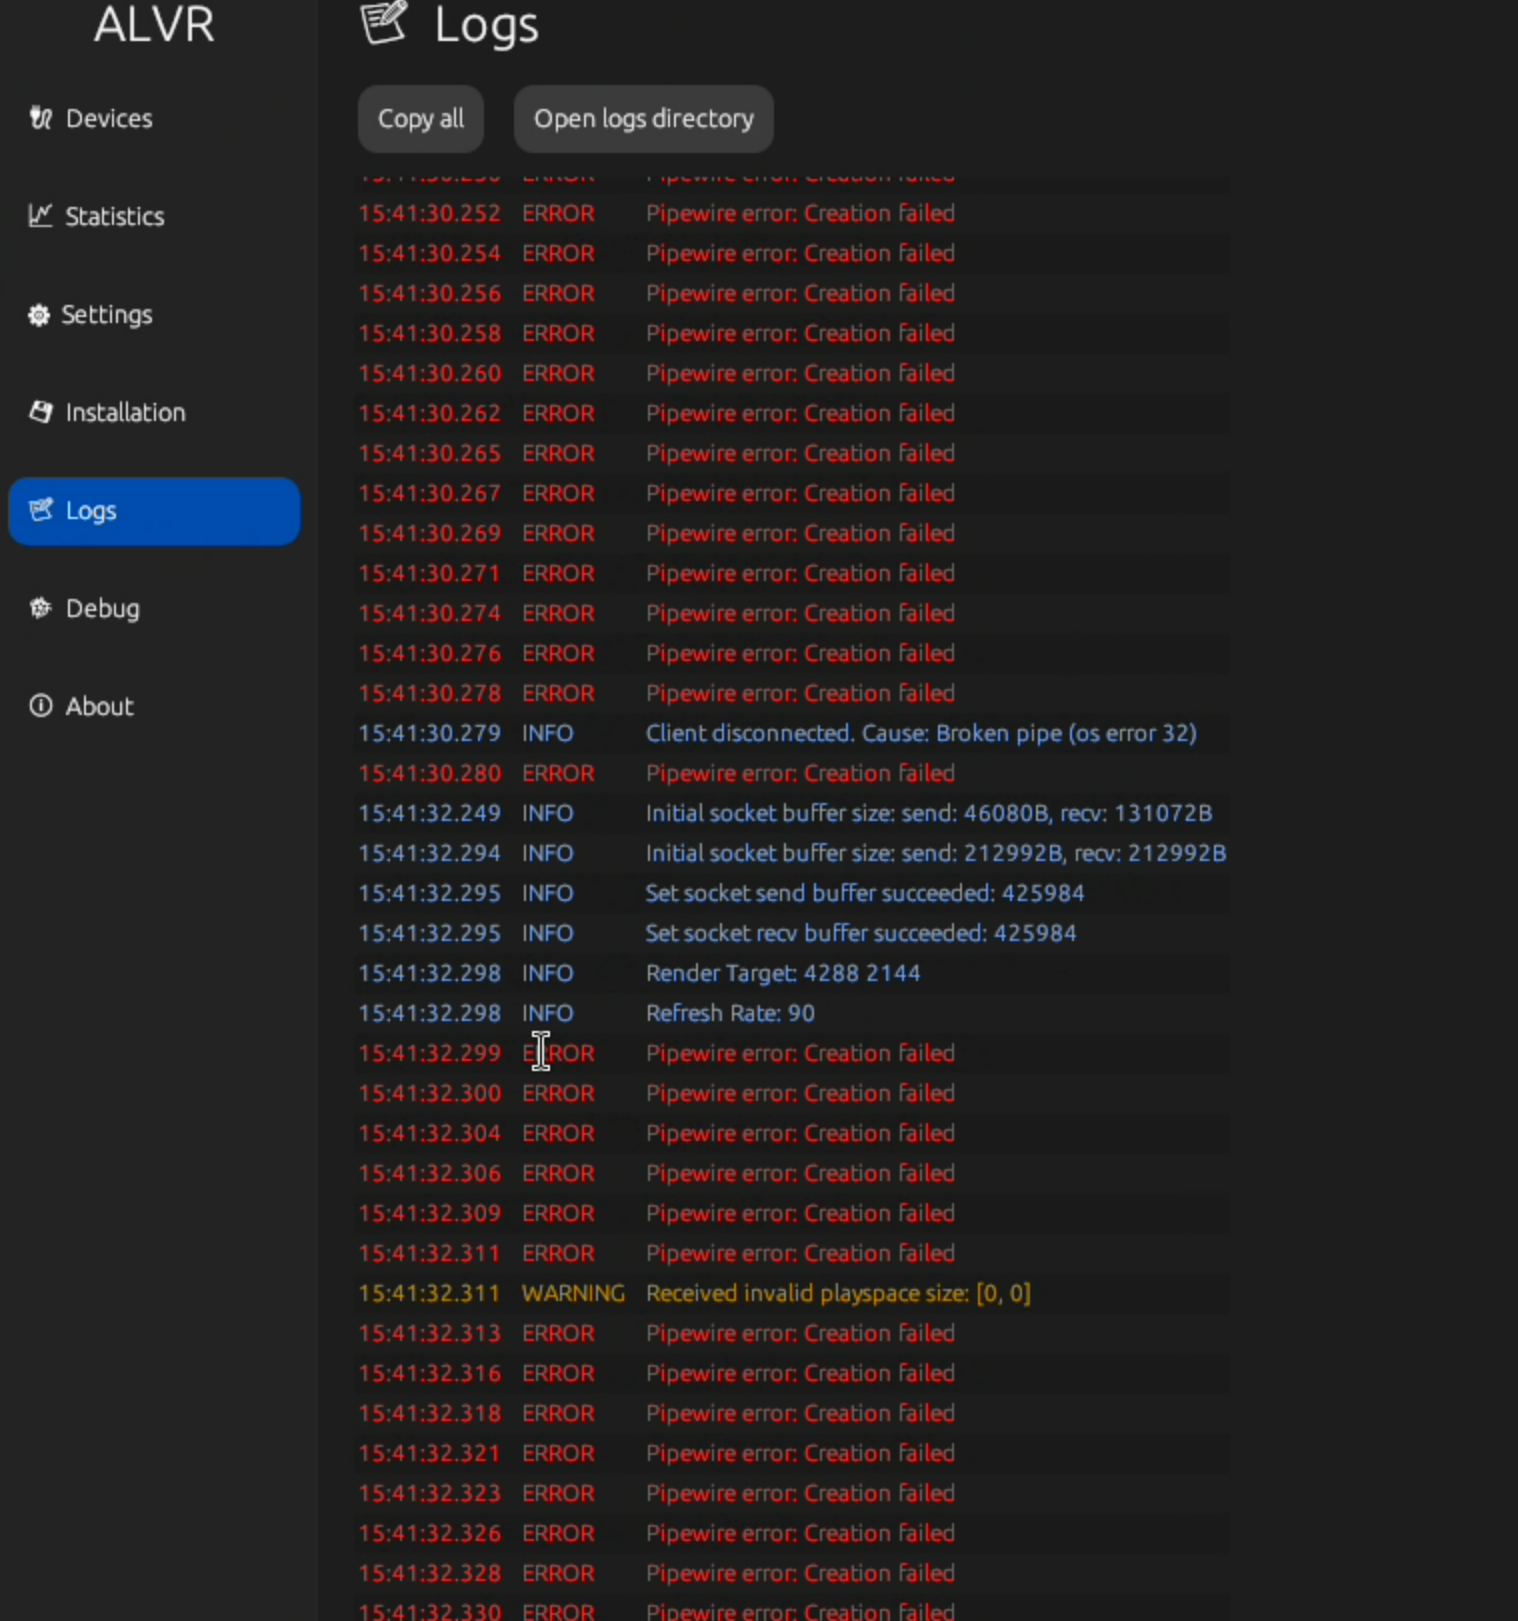 ALVR
Devices
Statistics
Settings
Installation
Logs
Debug
About
Logs
Copy all Open logs directory
ERROR Pipewire error: Creation failed
15:41:30.252 ERROR Pipewire error: Creation failed
15:41:30.254 ERROR Pipewire error: Creation failed
15:41:30.256 ERROR Pipewire error: Creation failed
15:41:30.258 ERROR Pipewire error: Creation failed
15:41:30.260 ERROR Pipewire error: Creation failed
15:41:30.262 ERROR Pipewire error: Creation failed
15:41:30.265 ERROR Pipewire error: Creation failed
15:41:30.267 ERROR Pipewire error: Creation failed
15:41:30.269 ERROR Pipewire error: Creation failed
15:41:30.271 ERROR Pipewire error: Creation failed
15:41:30.274 ERROR Pipewire error: Creation failed
15:41:30.276 ERROR Pipewire error: Creation failed
15:41:30.278 ERROR Pipewire error: Creation failed
15:41:30.279 INFO Client disconnected. Cause: Broken pipe (os error 32)
15:41:30.280 ERROR Pipewire error: Creation failed
15:41:32.249 INFO Initial socket buffer size: send: 46080B, recv: 131072B
15:41:32.294 INFO Initial socket buffer size: send: 212992B, recv: 212992B
15:41:32.295 INFO Set socket send buffer succeeded: 425984
15:41:32.295 INFO Set socket recv buffer succeeded: 425984
15:41:32.298 INFO Render Target: 4288 2144
15:41:32.298 INFO Refresh Rate: 90
15:41:32.299 ERROR Pipewire error: Creation failed
15:41:32.300 ERROR Pipewire error: Creation failed
15:41:32.304 ERROR Pipewire error: Creation failed
15:41:32.306 ERROR Pipewire error: Creation failed
15:41:32.309 ERROR Pipewire error: Creation failed
15:41:32.311 ERROR Pipewire error: Creation failed
15:41:32.311 WARNING Received invalid playspace size: [0, 0]
15:41:32.313 ERROR Pipewire error: Creation failed
15:41:32.316 ERROR Pipewire error: Creation failed
15:41:32.318 ERROR Pipewire error: Creation failed
15:41:32.321 ERROR Pipewire error: Creation failed
15:41:32.323 ERROR Pipewire error: Creation failed
15:41:32.326 ERROR Pipewire error: Creation failed
15:41:32.328 ERROR Pipewire error: Creation failed
15:41:32.330 ERROR Pipewire error: Creation failed